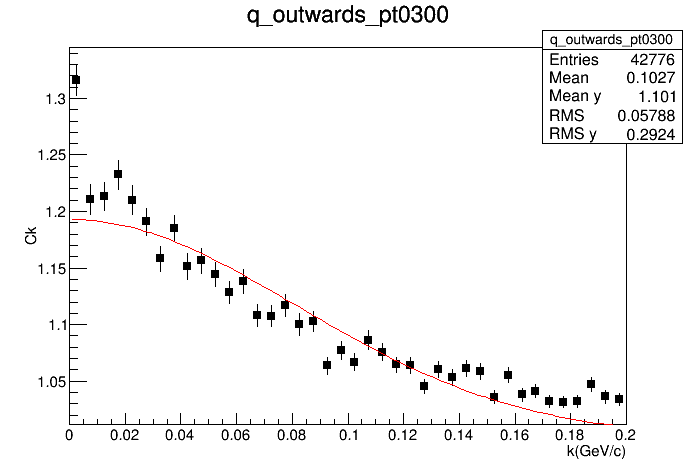 q_outwards_pt0300
q_outwards_pt0300
Entries 42776
Mean 0.1027
Mean y 1.101
RMS 0.05788
RMS y 0.2924
Ck
1.3
1.25
1.2
1.15
1.1
1.05
0 0.02 0.04 0.06 0.08 0.1 0.12 0.14 0.16 0.18 0.2
k(GeV/c)